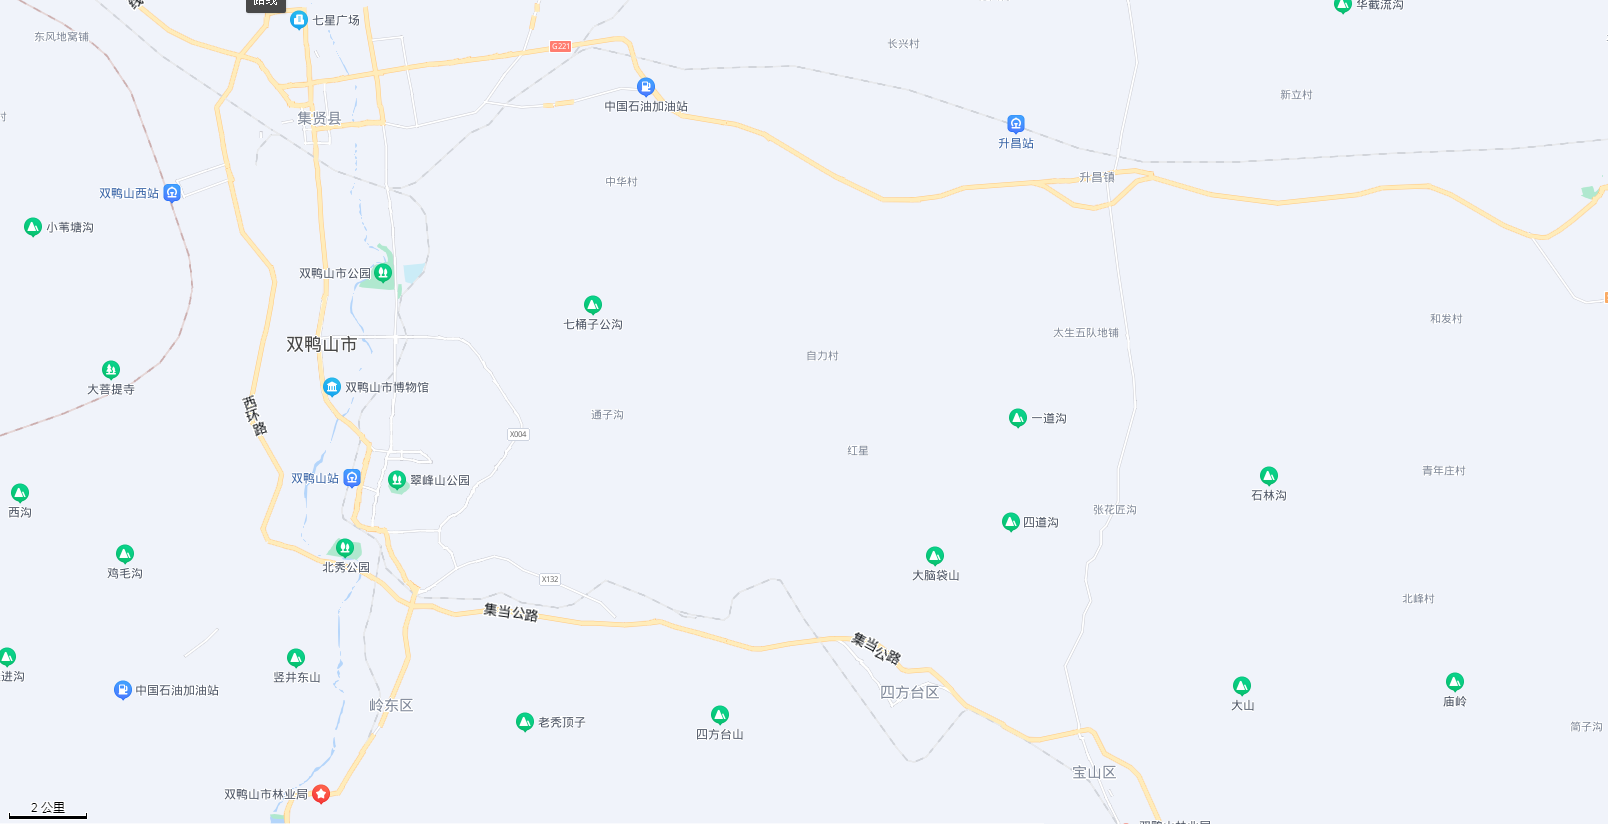 路线
线
七星广场
华截流沟
东风地窝铺
G221
长兴村
中国石油加油站
新立村
集贤县
村
升昌站
升昌镇
中华村
双鸭山西站
小苇塘沟
双鸭山市公园
七桶子公沟
和发村
太生五队地铺
双鸭山市
自力村
大菩提寺
双鸭山市博物馆
西环路
通子沟
一道沟
X004
红星
青年庄村
双鸭山站
翠峰山公园
石林沟
西沟
张花匠沟
四道沟
鸡毛沟
北秀公园
大脑袋山
X132
北峰村
集当公路
集当公路
进沟
竖井东山
中国石油加油站
四方台区
岭东区
大山
庙岭
老秃顶子
四方台山
简子沟
宝山区
双鸭山市林业局
2 公里